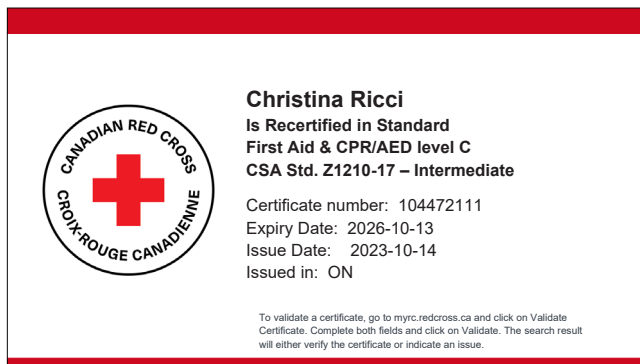 CANADIAN RED CROSS
CROIX-ROUGE CANADIENNE
Christina Ricci
Is Recertified in Standard
First Aid & CPR/AED level C
CSA Std. Z1210-17 – Intermediate
Certificate number: 104472111
Expiry Date: 2026-10-13
Issue Date: 2023-10-14
Issued in: ON
To validate a certificate, go to myrc.redcross.ca and click on Validate
Certificate. Complete both fields and click on Validate. The search result
will either verify the certificate or indicate an issue.